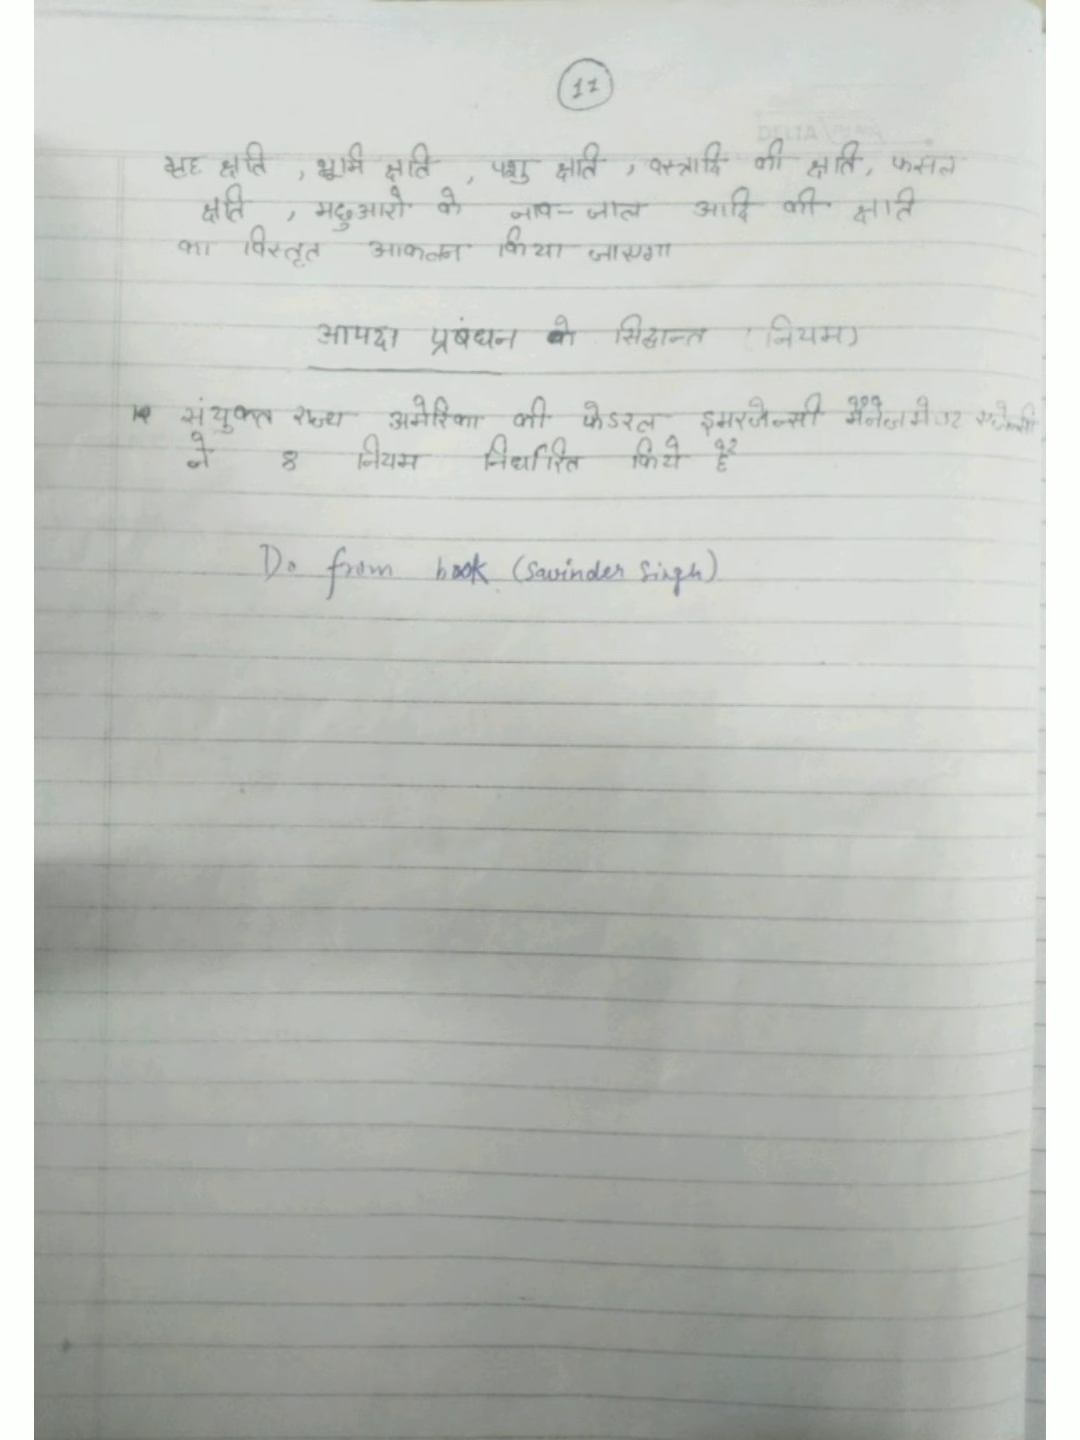 11
गृह क्षति , भूमि क्षति , पशु क्षति , वस्त्रादि की क्षति, फसल
क्षति , मछुआरो के नाव-जाल आदि की क्षति
का विस्तृत आकलन किया जाएगा
आपदा प्रबंधन के सिद्धान्त (नियम)
संयुक्त राज्य अमेरिका की फेडरल इमरजेन्सी मैनेजमेण्ट एजेन्सी
ने 8 नियम निर्धारित किये है
Do from book (Savinder Singh)